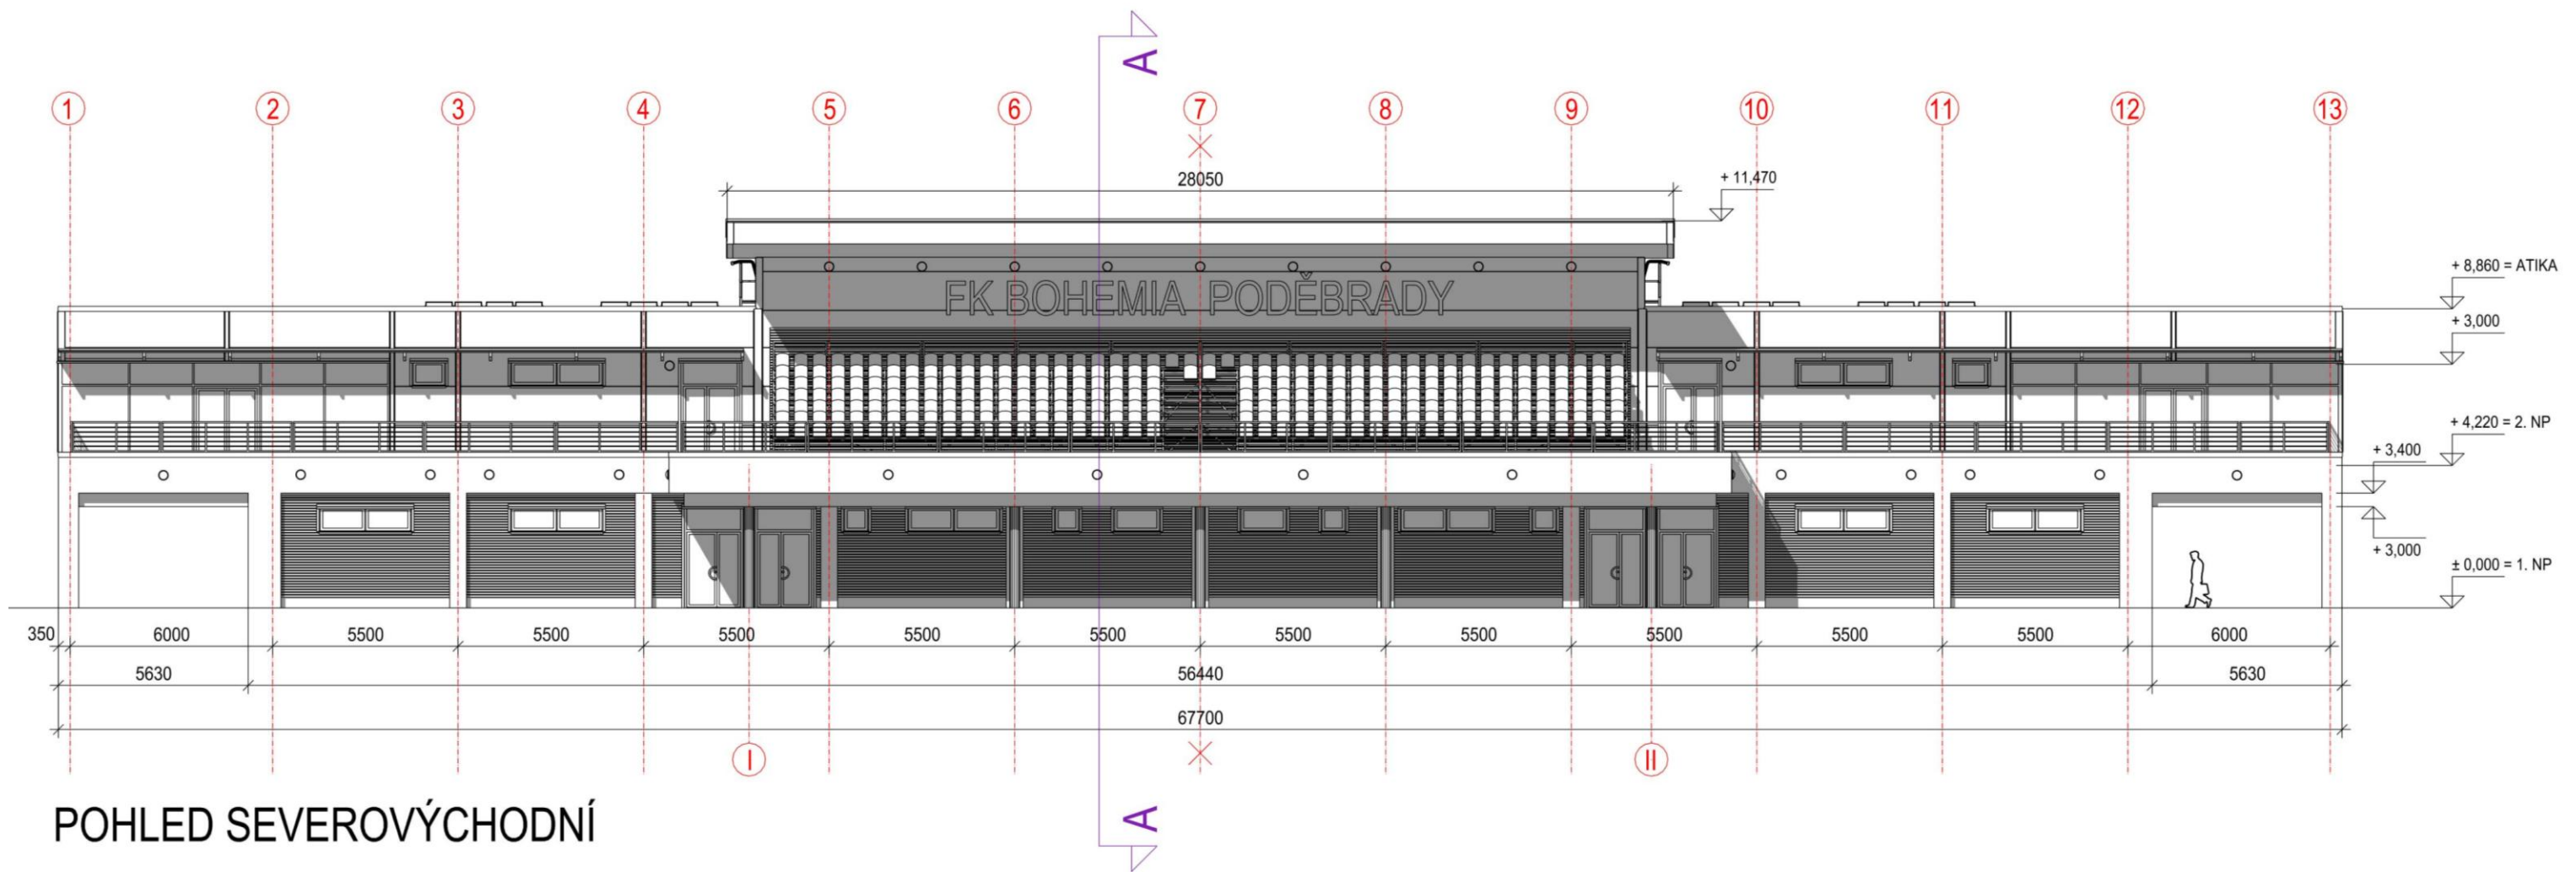 A
1 2 3 4 5 6 7 8 9 10 11 12 13
28050
+ 11,470
+ 8,860 = ATIKA
FK BOHEMIA PODĚBRADY
+ 3,000
+ 4,220 = 2. NP
+ 3,400
+ 3,000
± 0,000 = 1. NP
350 6000 5500 5500 5500 5500 5500 5500 5500 5500 5500 5500 6000
5630 56440 5630
67700
I II
POHLED SEVEROVÝCHODNÍ
A